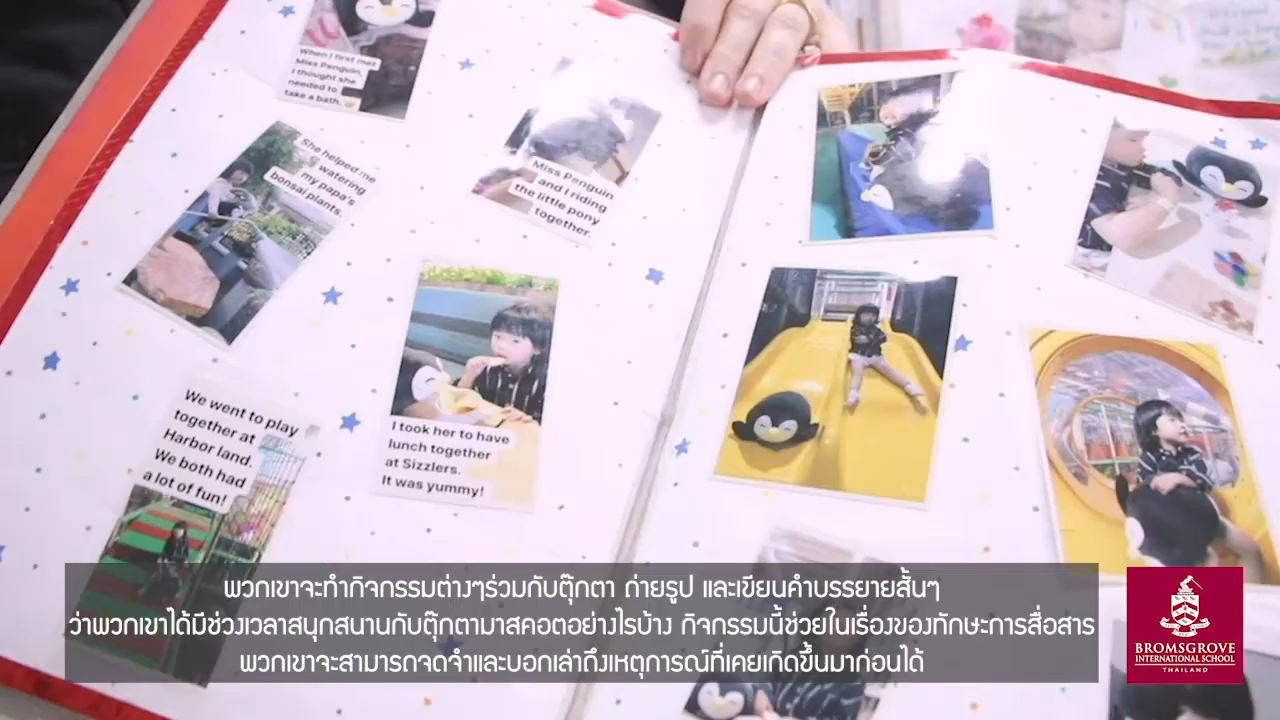 When I first met
Miss Penguin,
I thought she
needed to
take a bath.
She helped me
watering
my papa's
bonsai plants.
Miss Penguin
and I riding
the little pony
together.
I took her to have
lunch together
at Sizzlers.
It was yummy!
We went to play
together at
Harbor land.
We both had
a lot of fun!
พวกเขาจะทำกิจกรรมต่างๆร่วมกับตุ๊กตา ถ่ายรูป และเขียนคำบรรยายสั้นๆ
ว่าพวกเขาได้มีช่วงเวลาสนุกสนานกับตุ๊กตามาสคอตอย่างไรบ้าง กิจกรรมนี้ช่วยในเรื่องของทักษะการสื่อสาร
พวกเขาจะสามารถจดจำและบอกเล่าถึงเหตุการณ์ที่เคยเกิดขึ้นมาก่อนได้
BROMSGROVE
INTERNATIONAL SCHOOL
THAILAND